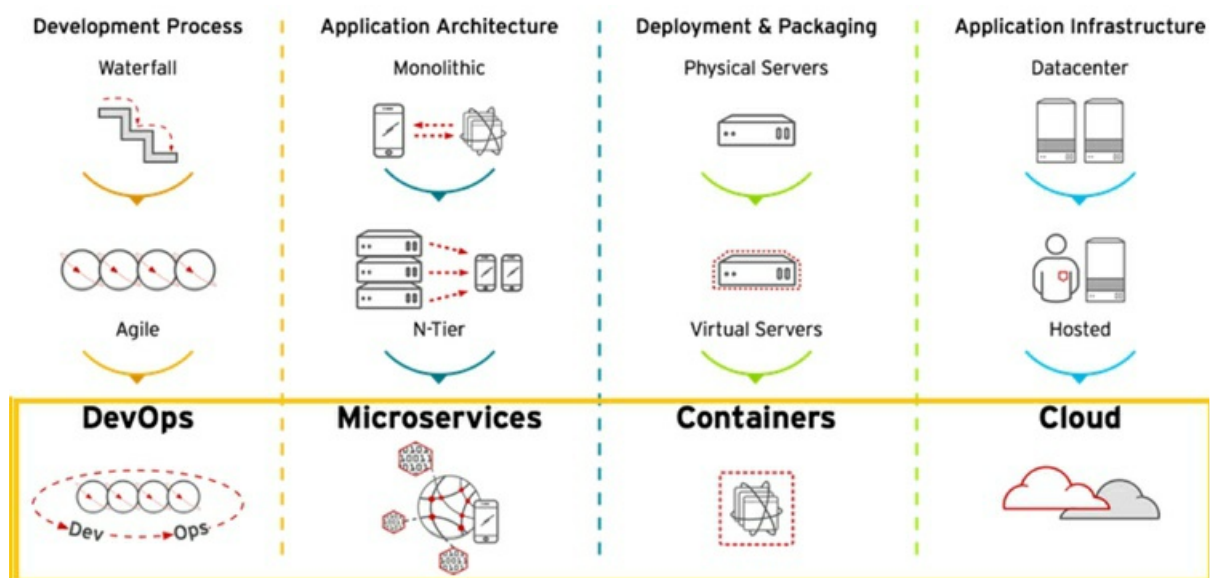 Development Process
Waterfall
Agile
DevOps
Dev
Ops
Application Architecture
Monolithic
N-Tier
Microservices
Deployment & Packaging
Physical Servers
Virtual Servers
Containers
Application Infrastructure
Datacenter
Hosted
Cloud